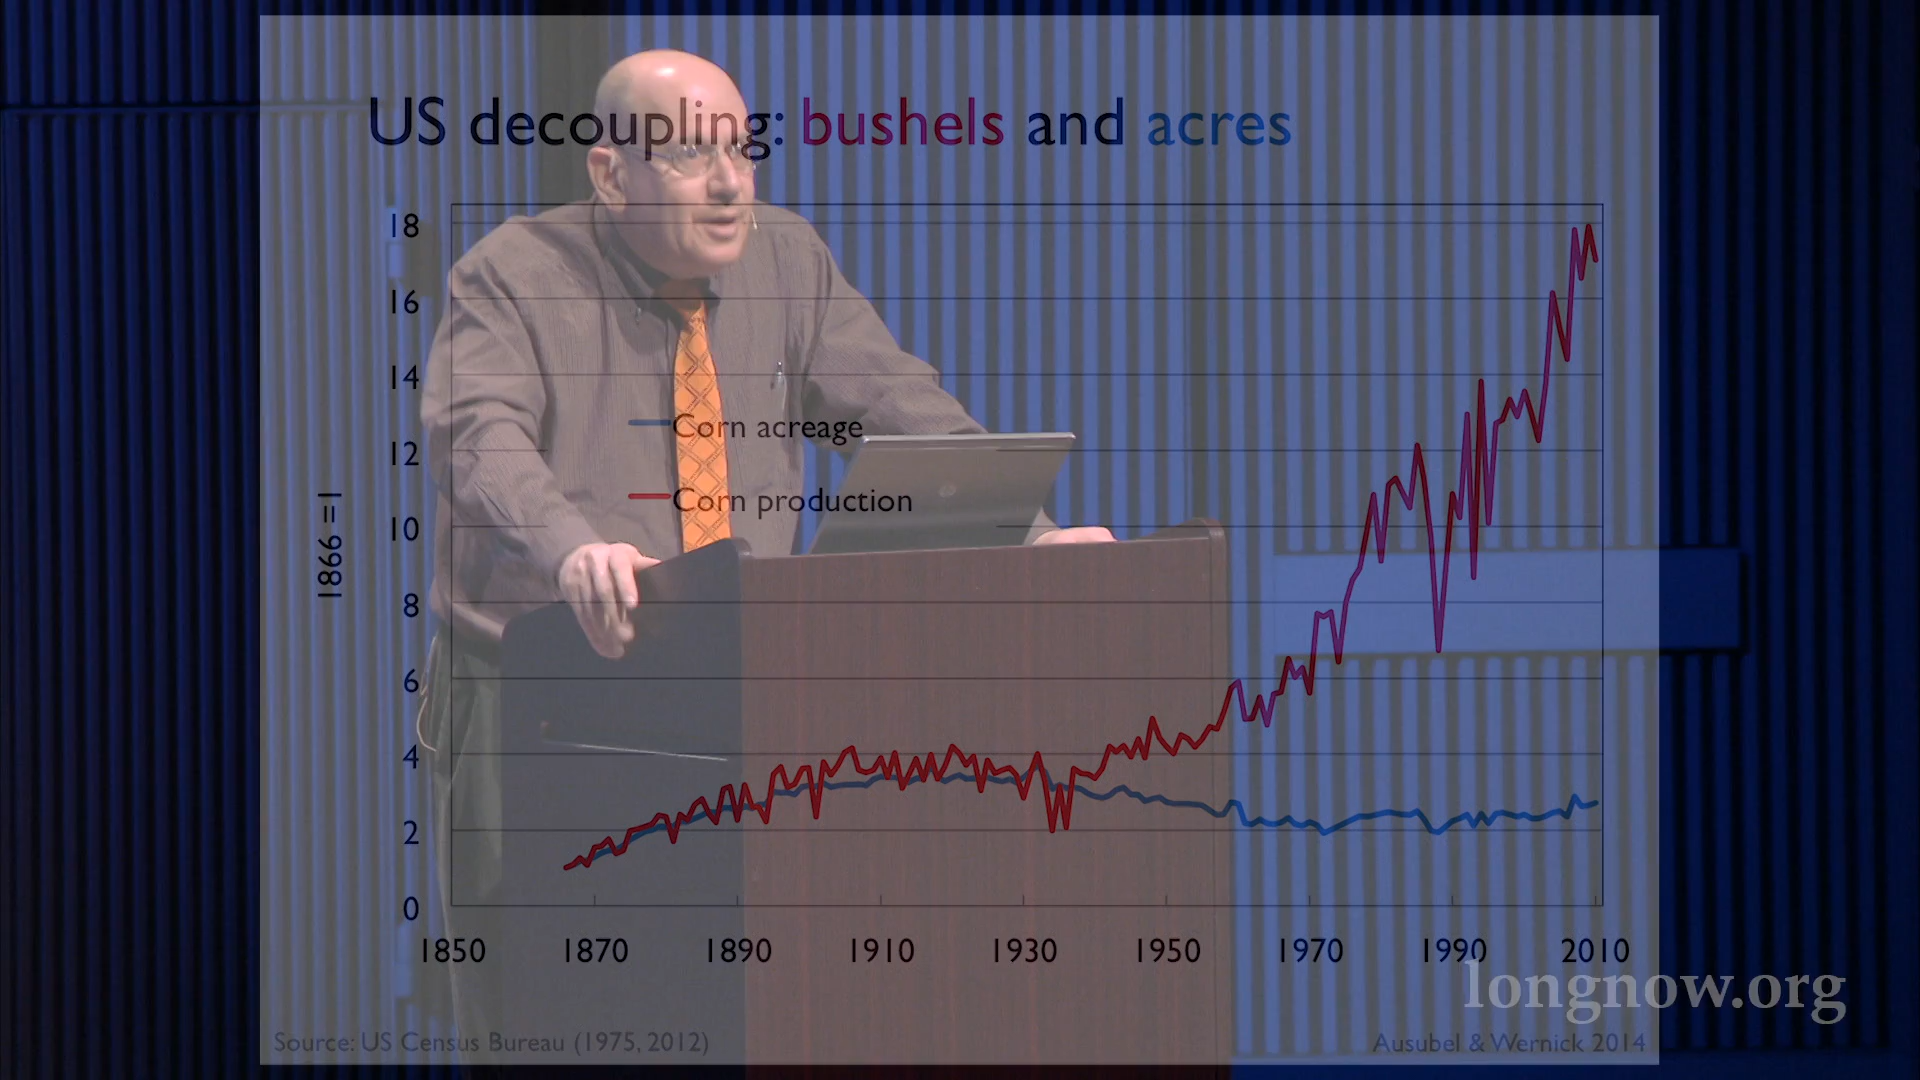 US decoupling: bushels and acres
18
16
14
12
10
8
6
4
2
0
1866 =1
Corn acreage
Corn production
1850 1870 1890 1910 1930 1950 1970 1990 2010
longnow.org
Source: US Census Bureau (1975, 2012)
Ausubel & Wernick 2014